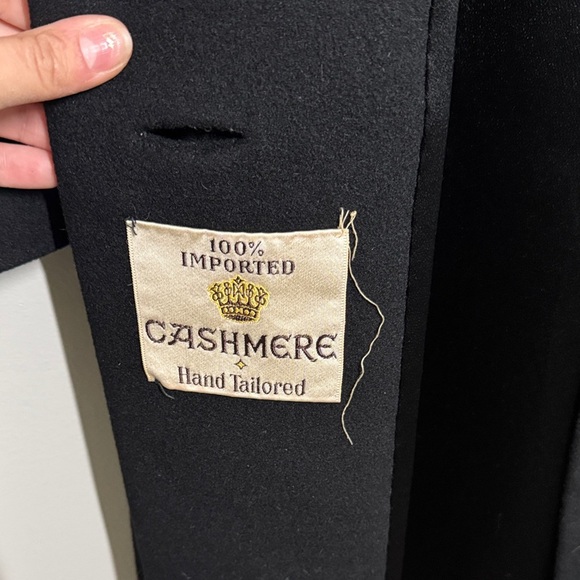 100%
IMPORTED
CASHMERE
Hand Tailored